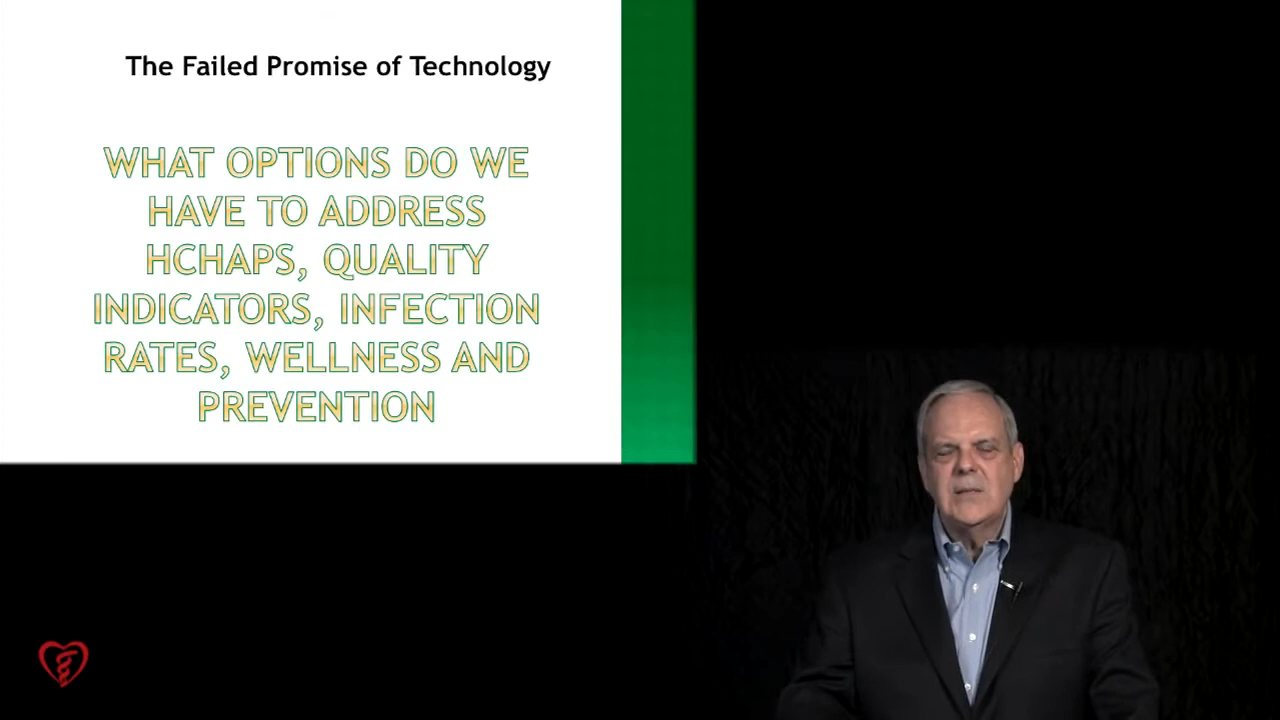 The Failed Promise of Technology
WHAT OPTIONS DO WE
HAVE TO ADDRESS
HCHAPS, QUALITY
INDICATORS, INFECTION
RATES, WELLNESS AND
PREVENTION